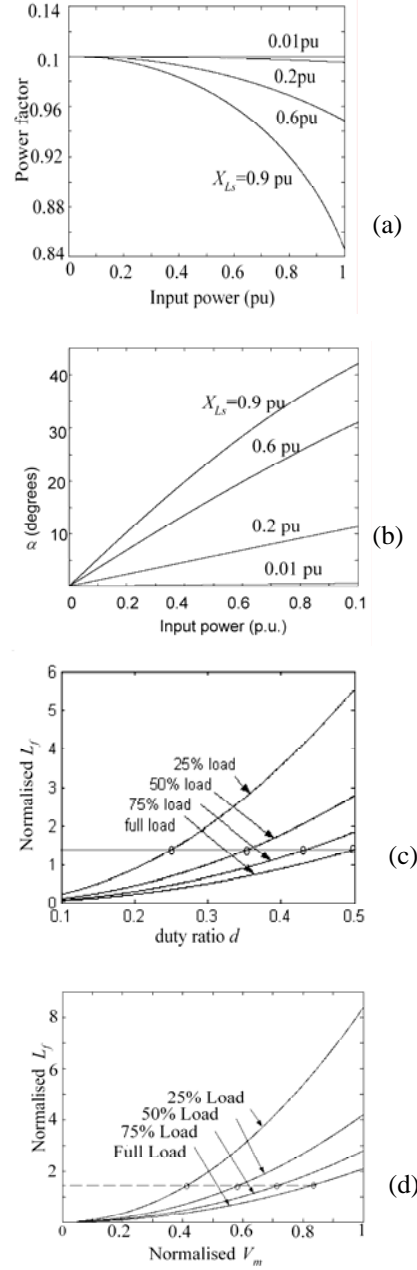 0.14
0.1
0.96
0.92
0.88
0.84
Power factor
0.01pu
0.2pu
0.6pu
X_Ls=0.9 pu
0 0.2 0.4 0.6 0.8 1
Input power (pu)
(a)
40
30
20
10
(degrees)
X_Ls=0.9 pu
0.6 pu
0.2 pu
0.01 pu
0 0.2 0.4 0.6 0.8 0.1
Input power (p.u.)
(b)
6
5
4
3
2
1
0
Normalised L_f
25% load
50% load
75% load
full load
0.1 0.2 0.3 0.4 0.5
duty ratio d
(c)
8
6
4
2
Normalised L_f
25% Load
50% Load
75% Load
Full Load
0 0.2 0.4 0.6 0.8 1
Normalised V_m
(d)